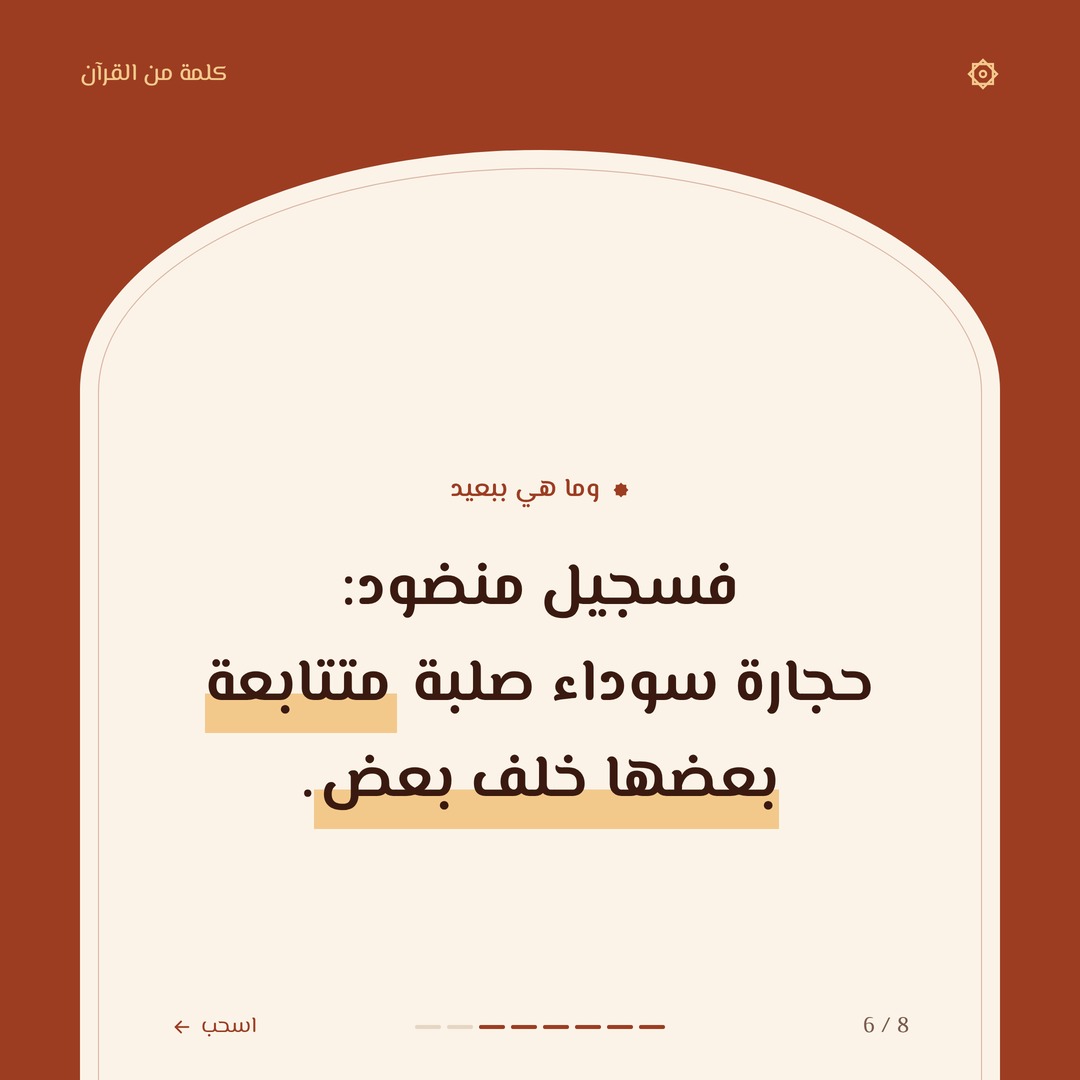 كلمة من القرآن
وما هي ببعيد
فسجيل منضود:
حجارة سوداء صلبة متتابعة
بعضها خلف بعض.
6 / 8
اسحب ←